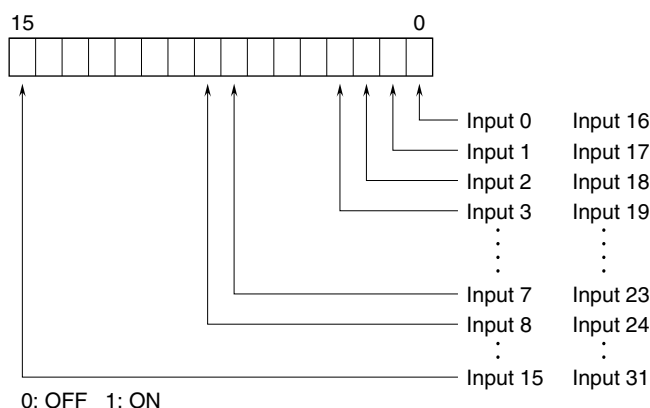 15 0
Input 0 Input 16
Input 1 Input 17
Input 2 Input 18
Input 3 Input 19
Input 7 Input 23
Input 8 Input 24
Input 15 Input 31
0: OFF 1: ON